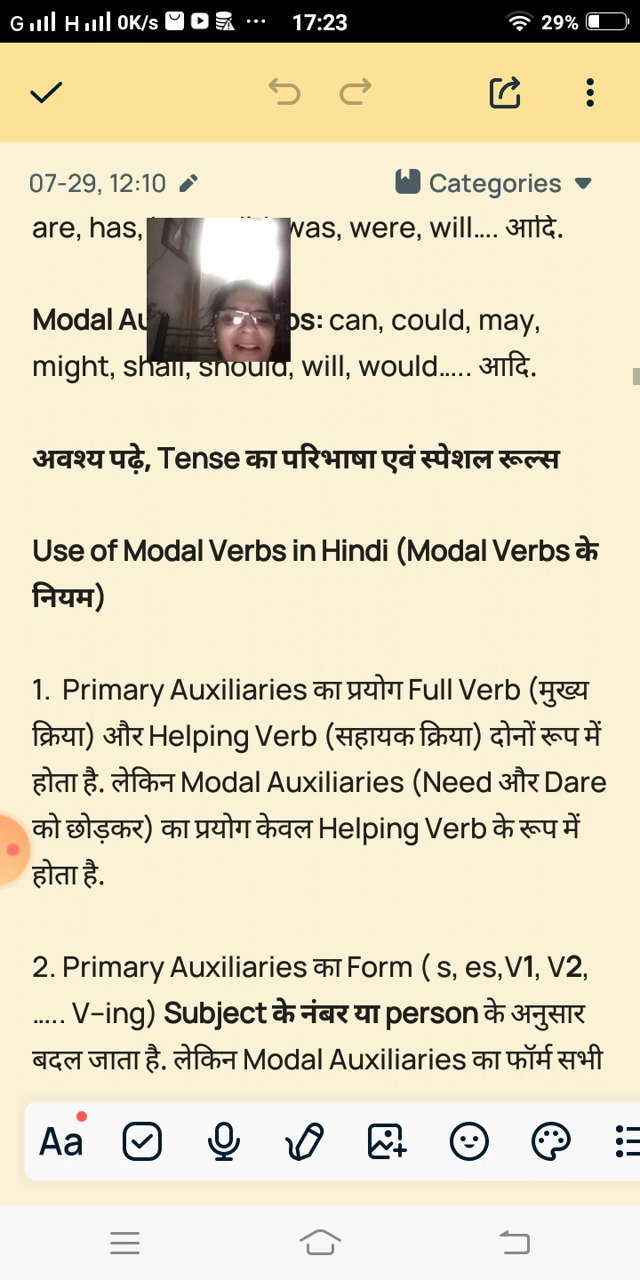 G H 0K/s ... 17:23 29%
07-29, 12:10 Categories
are, has, was, were, will.... आदि.
Modal Au bs: can, could, may,
might, shall, should, will, would..... आदि.
अवश्य पढ़े, Tense का परिभाषा एवं स्पेशल रूल्स
Use of Modal Verbs in Hindi (Modal Verbs के
नियम)
1. Primary Auxiliaries का प्रयोग Full Verb (मुख्य
क्रिया) और Helping Verb (सहायक क्रिया) दोनों रूप में
होता है. लेकिन Modal Auxiliaries (Need और Dare
को छोड़कर) का प्रयोग केवल Helping Verb के रूप में
होता है.
2. Primary Auxiliaries का Form ( s, es,V1, V2,
..... V-ing) Subject के नंबर या person के अनुसार
बदल जाता है. लेकिन Modal Auxiliaries का फॉर्म सभी
Aa